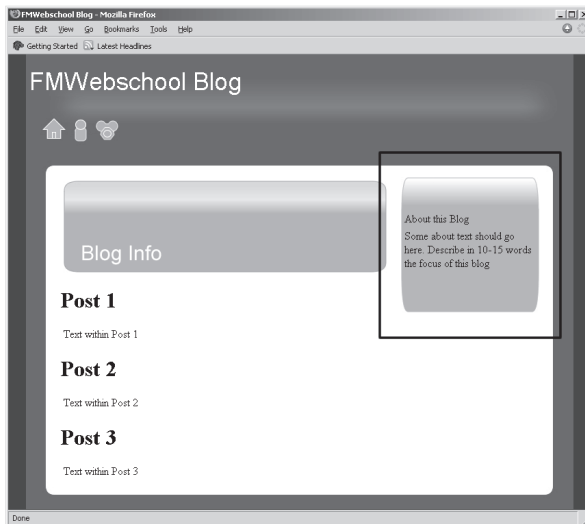 FMWebschool Blog - Mozilla Firefox
File Edit View Go Bookmarks Tools Help
Getting Started Latest Headlines
FMWebschool Blog
Blog Info
About this Blog
Some about text should go
here. Describe in 10-15 words
the focus of this blog
Post 1
Text within Post 1
Post 2
Text within Post 2
Post 3
Text within Post 3
Done